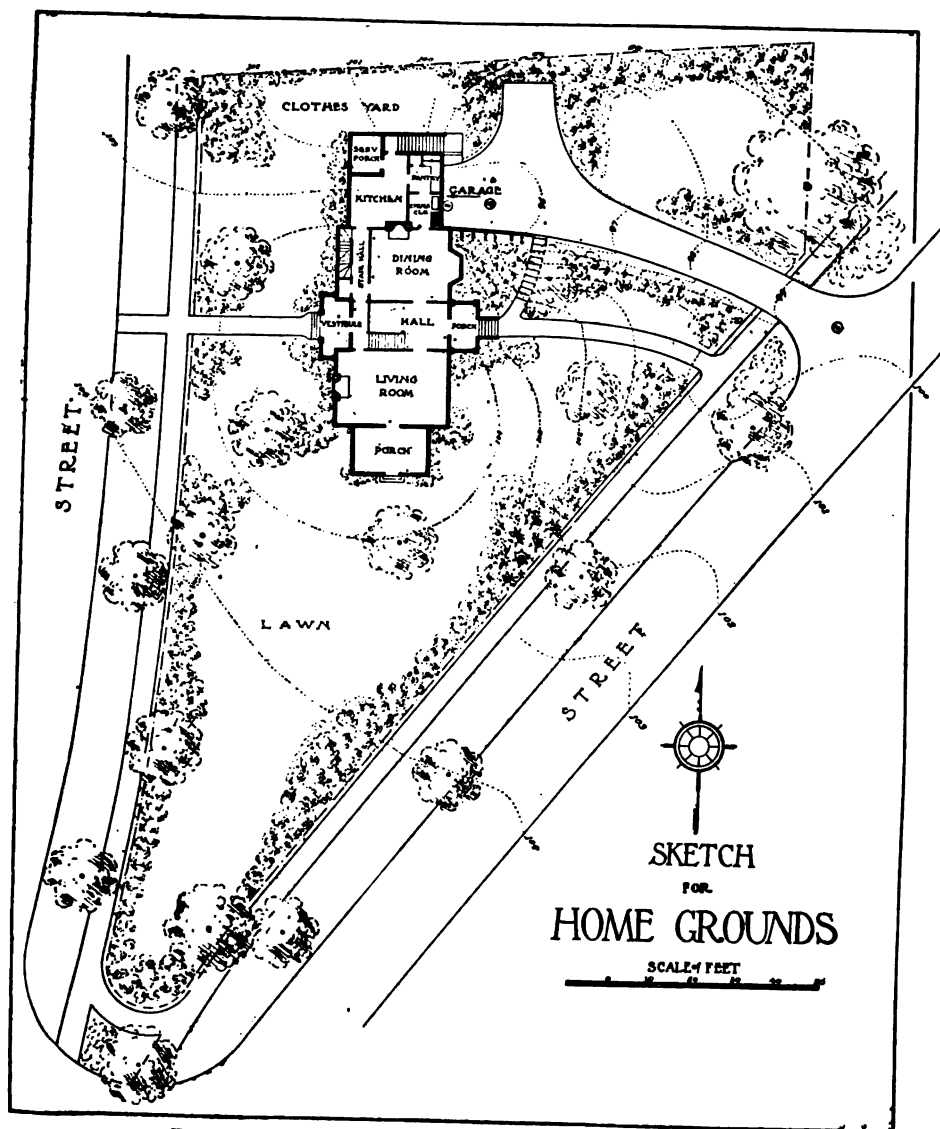 CLOTHES YARD
SERV.
PORCH
PANTRY
KITCHEN
GARAGE
DINING
ROOM
STAIR HALL
VESTIBULE
HALL
PORCH
LIVING
ROOM
PORCH
STREET
LAWN
STREET
SKETCH
FOR
HOME GROUNDS
SCALE of FEET